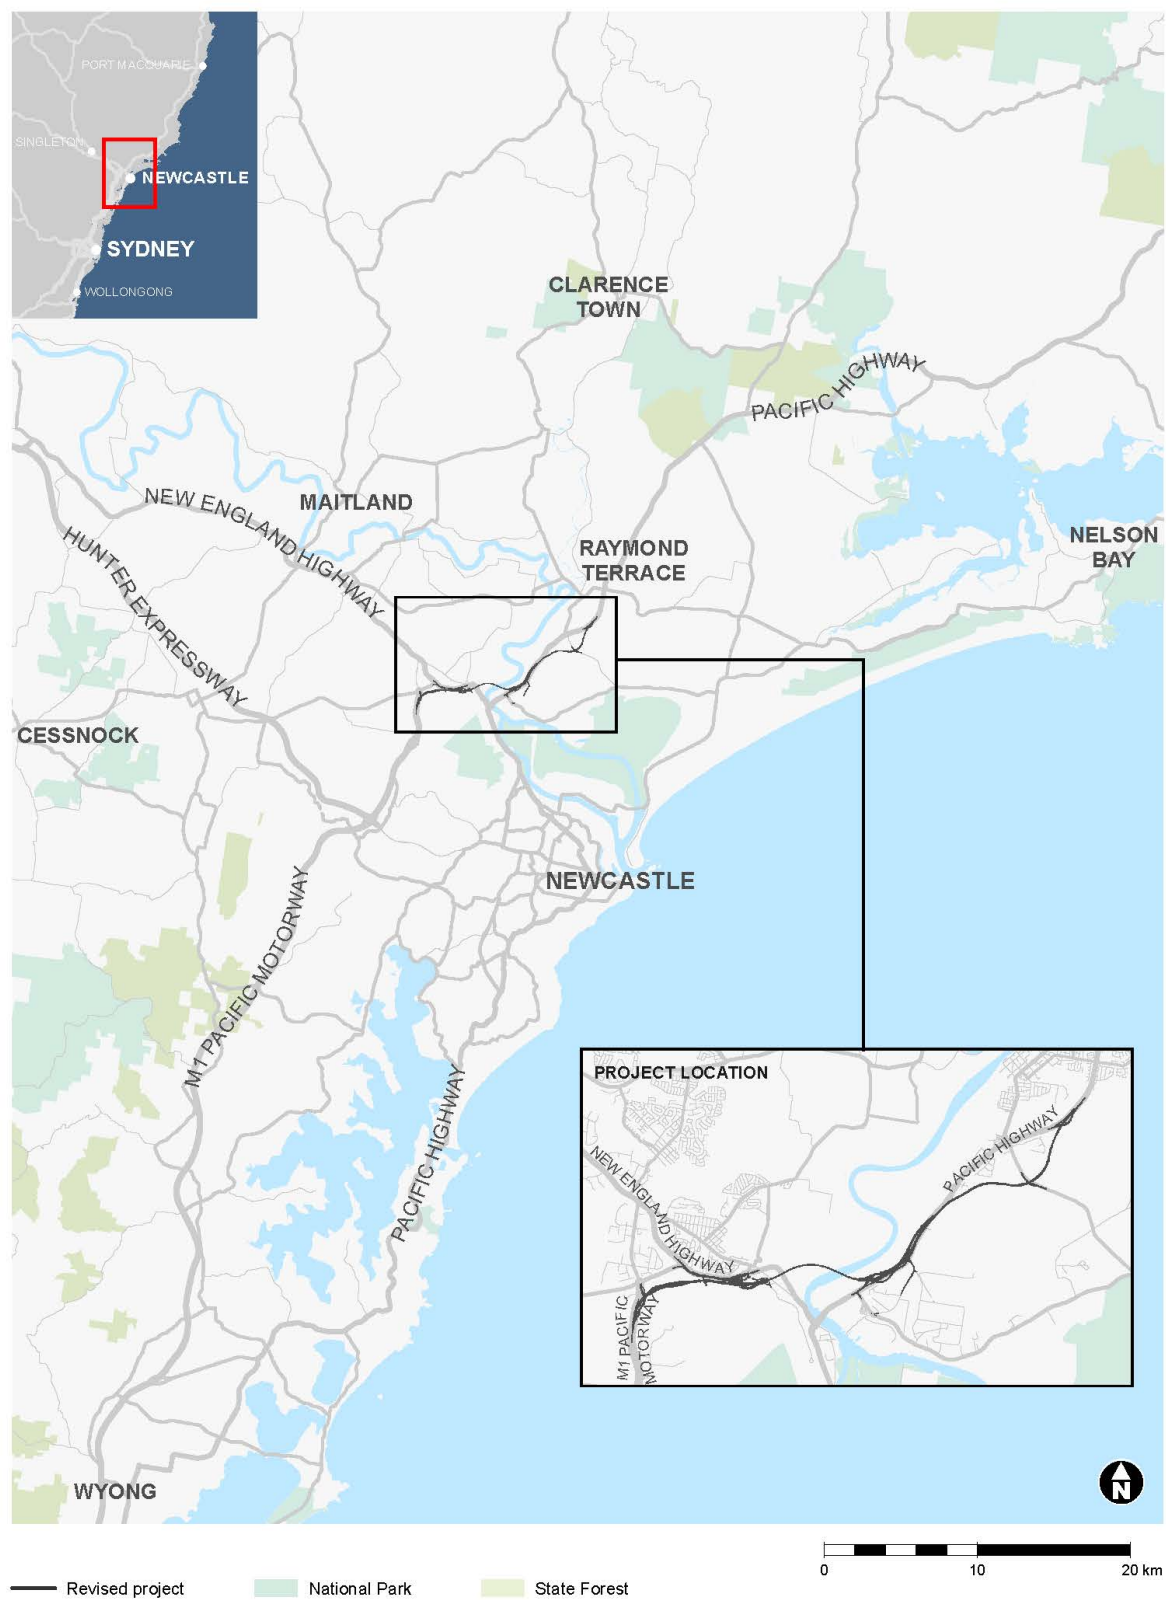 PORT MACQUARIE
SINGLETON
NEWCASTLE
SYDNEY
WOLLONGONG
CLARENCE
TOWN
PACIFIC HIGHWAY
NEW ENGLAND HIGHWAY
MAITLAND
HUNTER EXPRESSWAY
RAYMOND
TERRACE
NELSON
BAY
CESSNOCK
NEWCASTLE
M1 PACIFIC MOTORWAY
PACIFIC HIGHWAY
PROJECT LOCATION
PACIFIC HIGHWAY
NEW ENGLAND HIGHWAY
M1 PACIFIC
MOTORWAY
WYONG
N
0 10 20 km
Revised project National Park State Forest